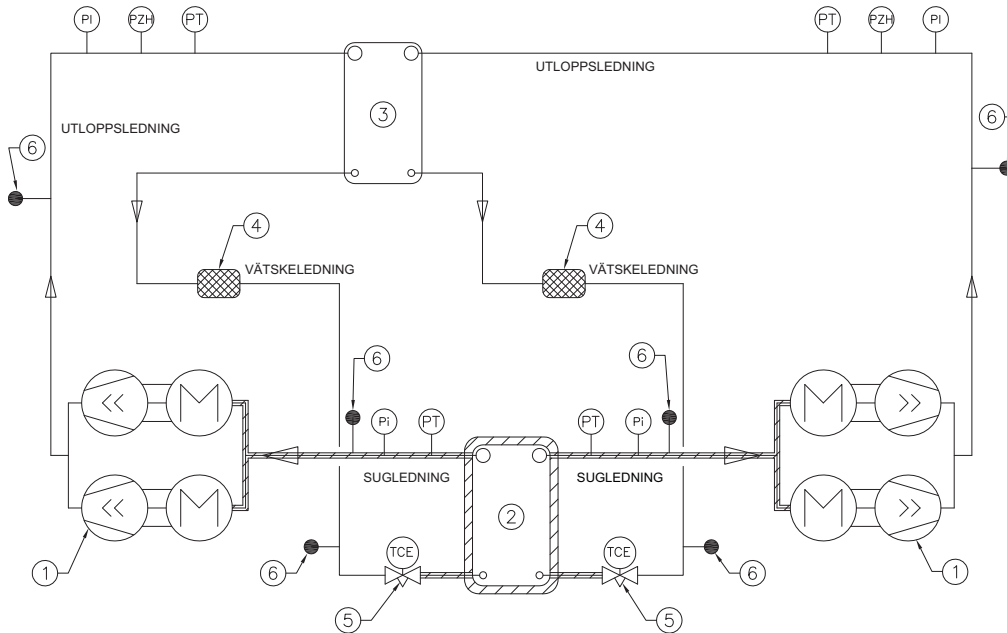 PI PZH PT PT PZH PI
UTLOPPSLEDNING
3
6
UTLOPPSLEDNING
6
4 4
VÄTSKELEDNING VÄTSKELEDNING
6 6
M M
Pi PT PT Pi
SUGLEDNING SUGLEDNING
M 2 M
6 TCE TCE 6
1 1
5 5